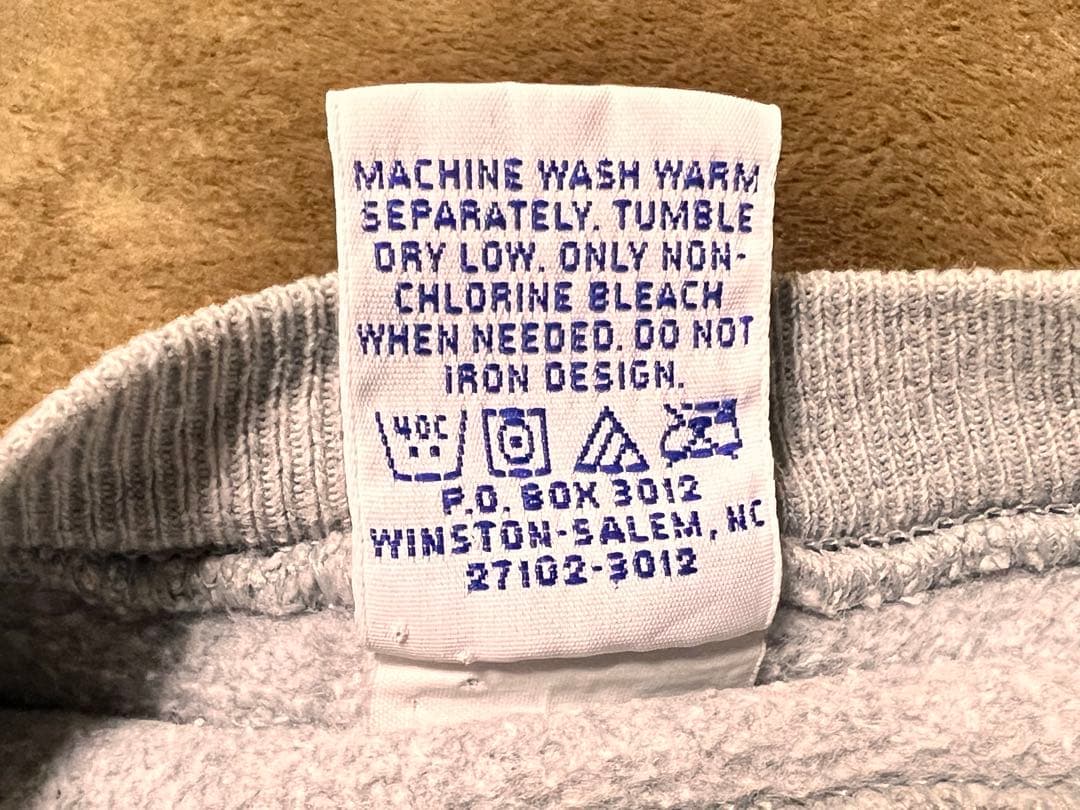 MACHINE WASH WARM
SEPARATELY. TUMBLE
DRY LOW. ONLY NON-
CHLORINE BLEACH
WHEN NEEDED. DO NOT
IRON DESIGN.
40C
P.O. BOX 3012
WINSTON-SALEM, NC
27102-3012